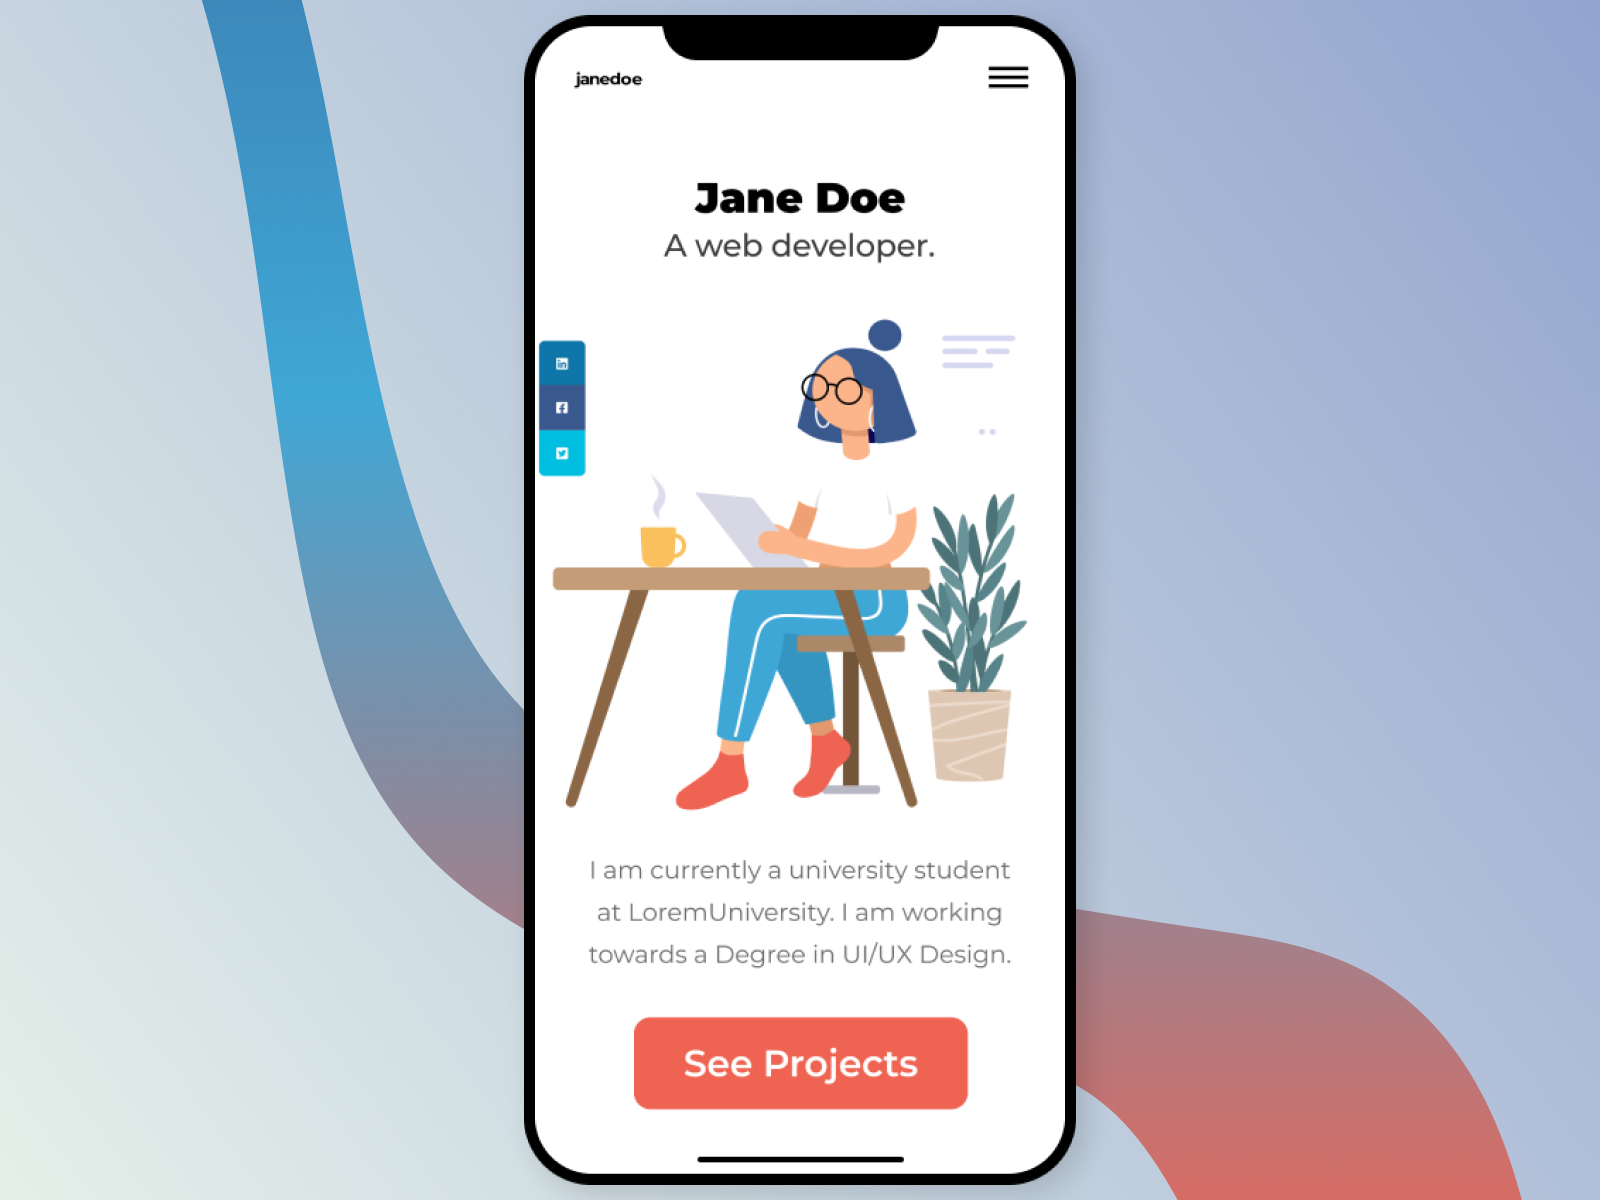 janedoe
Jane Doe
A web developer.
I am currently a university student
at LoremUniversity. I am working
towards a Degree in UI/UX Design.
See Projects